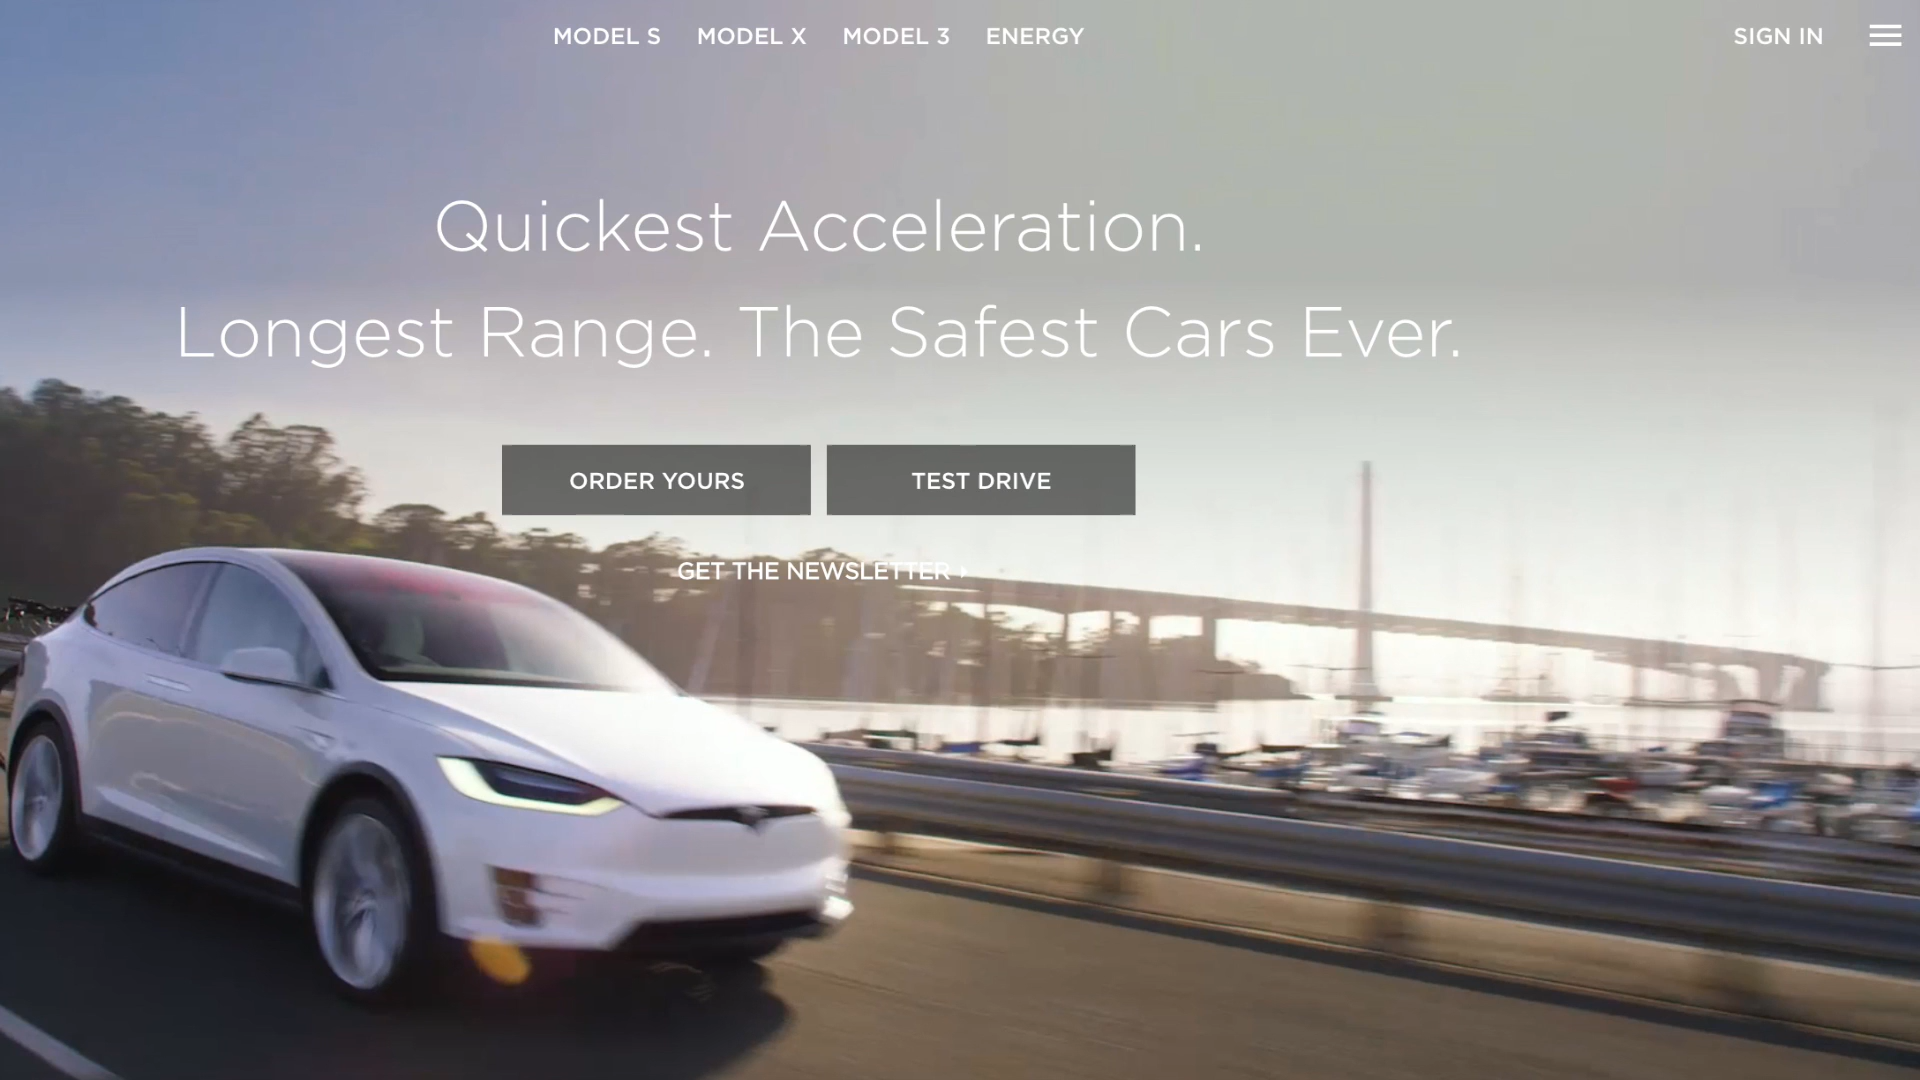 MODEL S MODEL X MODEL 3 ENERGY SIGN IN
Quickest Acceleration.
Longest Range. The Safest Cars Ever.
ORDER YOURS TEST DRIVE
GET THE NEWSLETTER ›